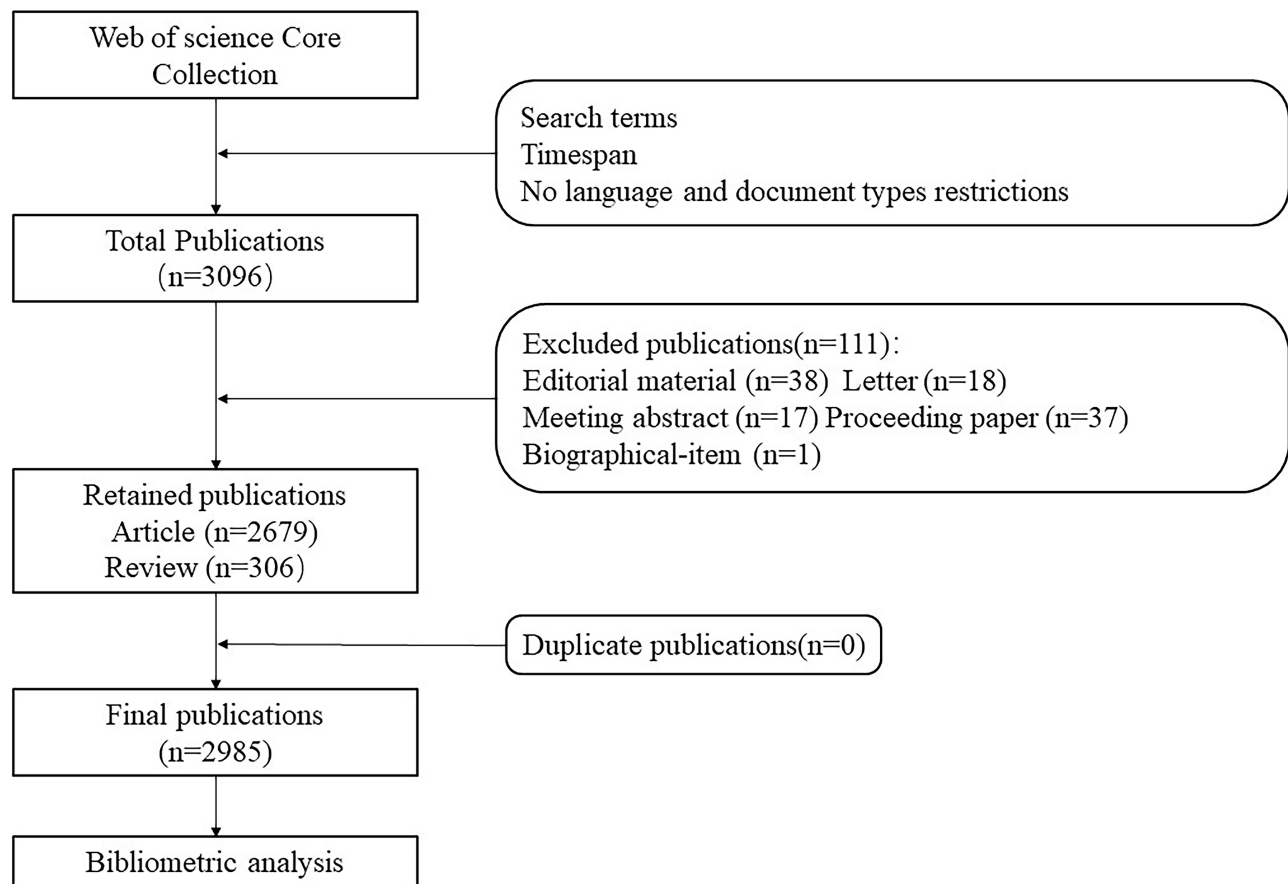 Web of science Core
Collection
Search terms
Timespan
No language and document types restrictions
Total Publications
（n=3096）
Excluded publications(n=111)：
Editorial material (n=38)  Letter (n=18)
Meeting abstract (n=17) Proceeding paper (n=37)
Biographical-item (n=1)
Retained publications
Article (n=2679)
Review (n=306）
Duplicate publications(n=0)
Final publications
(n=2985)
Bibliometric analysis